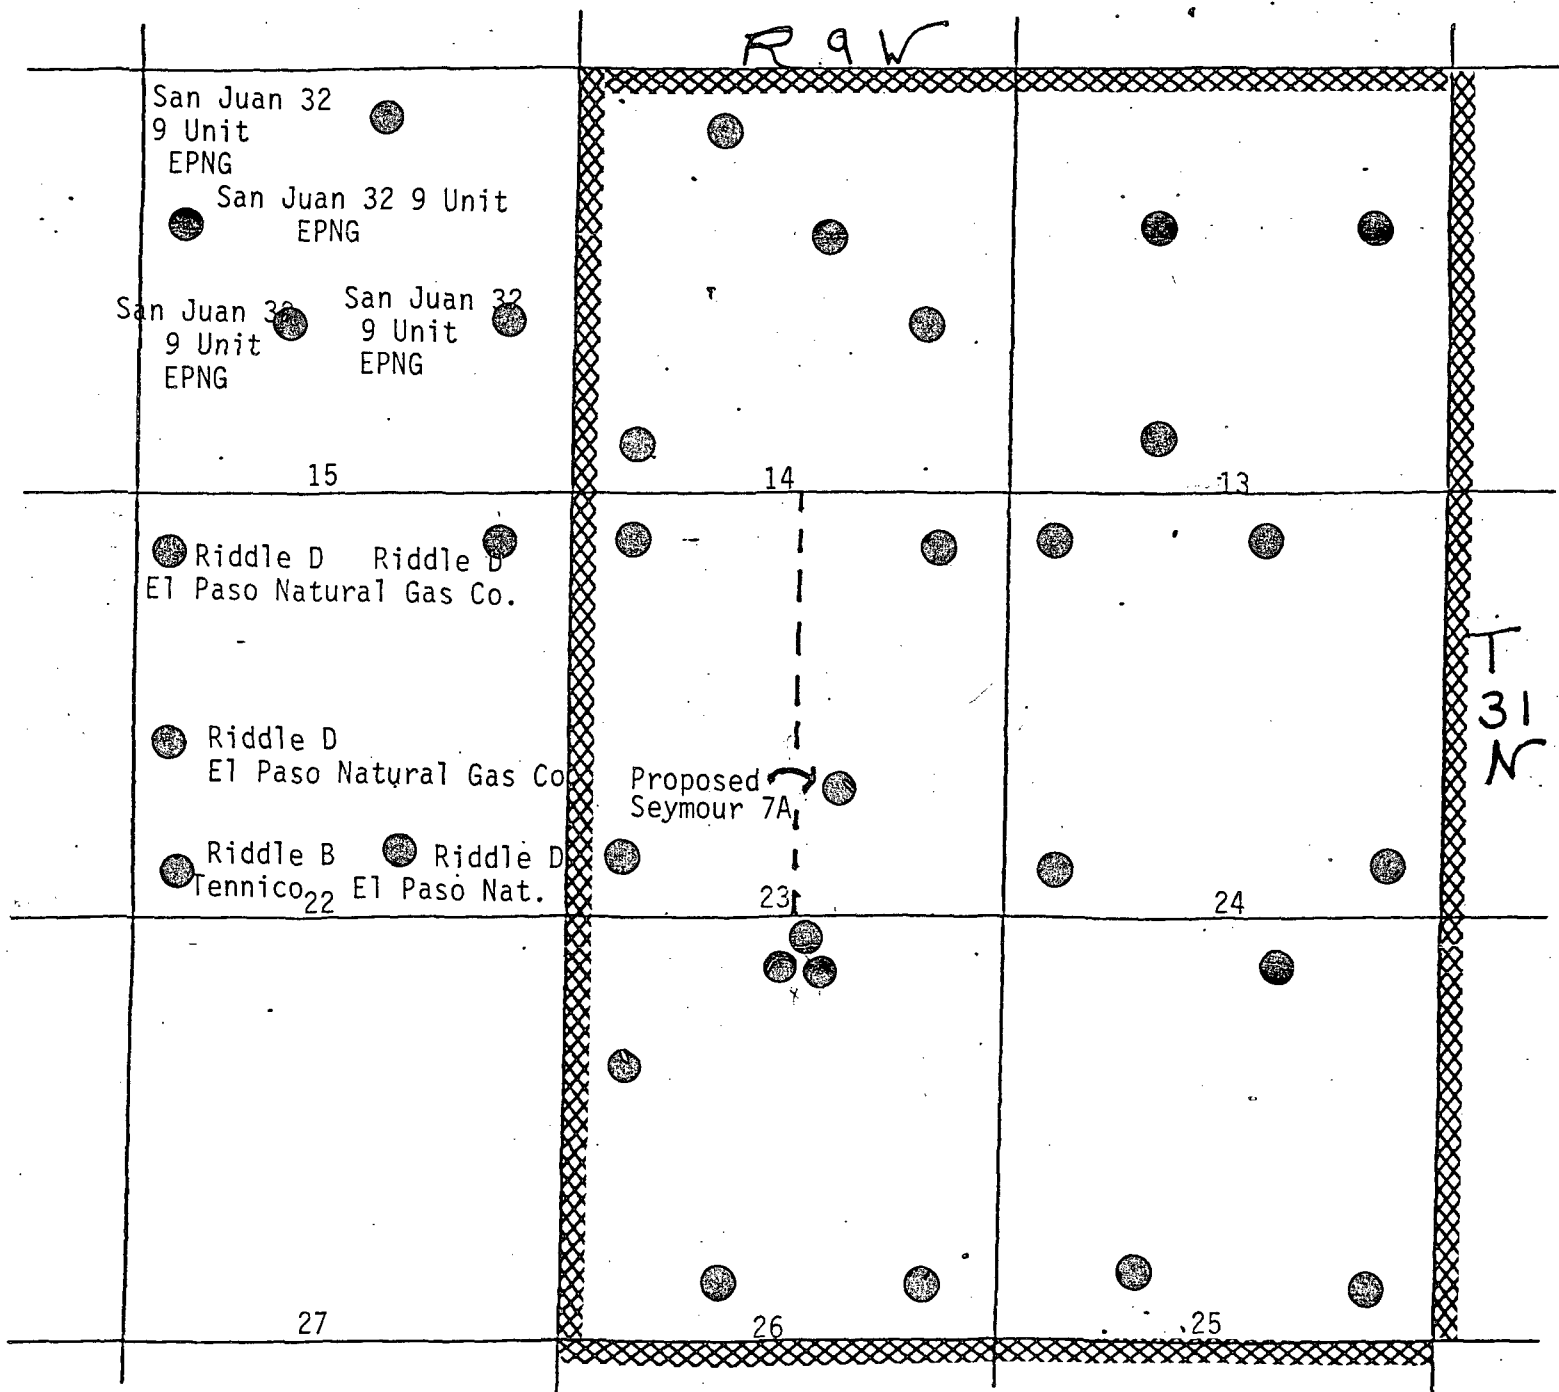 R 9 W
San Juan 32
9 Unit
EPNG
San Juan 32 9 Unit
EPNG
San Juan 32
9 Unit
EPNG
San Juan 32
9 Unit
EPNG
15
14
13
Riddle D
Riddle D
El Paso Natural Gas Co.
T
31
N
Riddle D
El Paso Natural Gas Co
Proposed
Seymour 7A
Riddle B
Tennico
Riddle D
El Paso Nat.
22
23
24
27
26
25